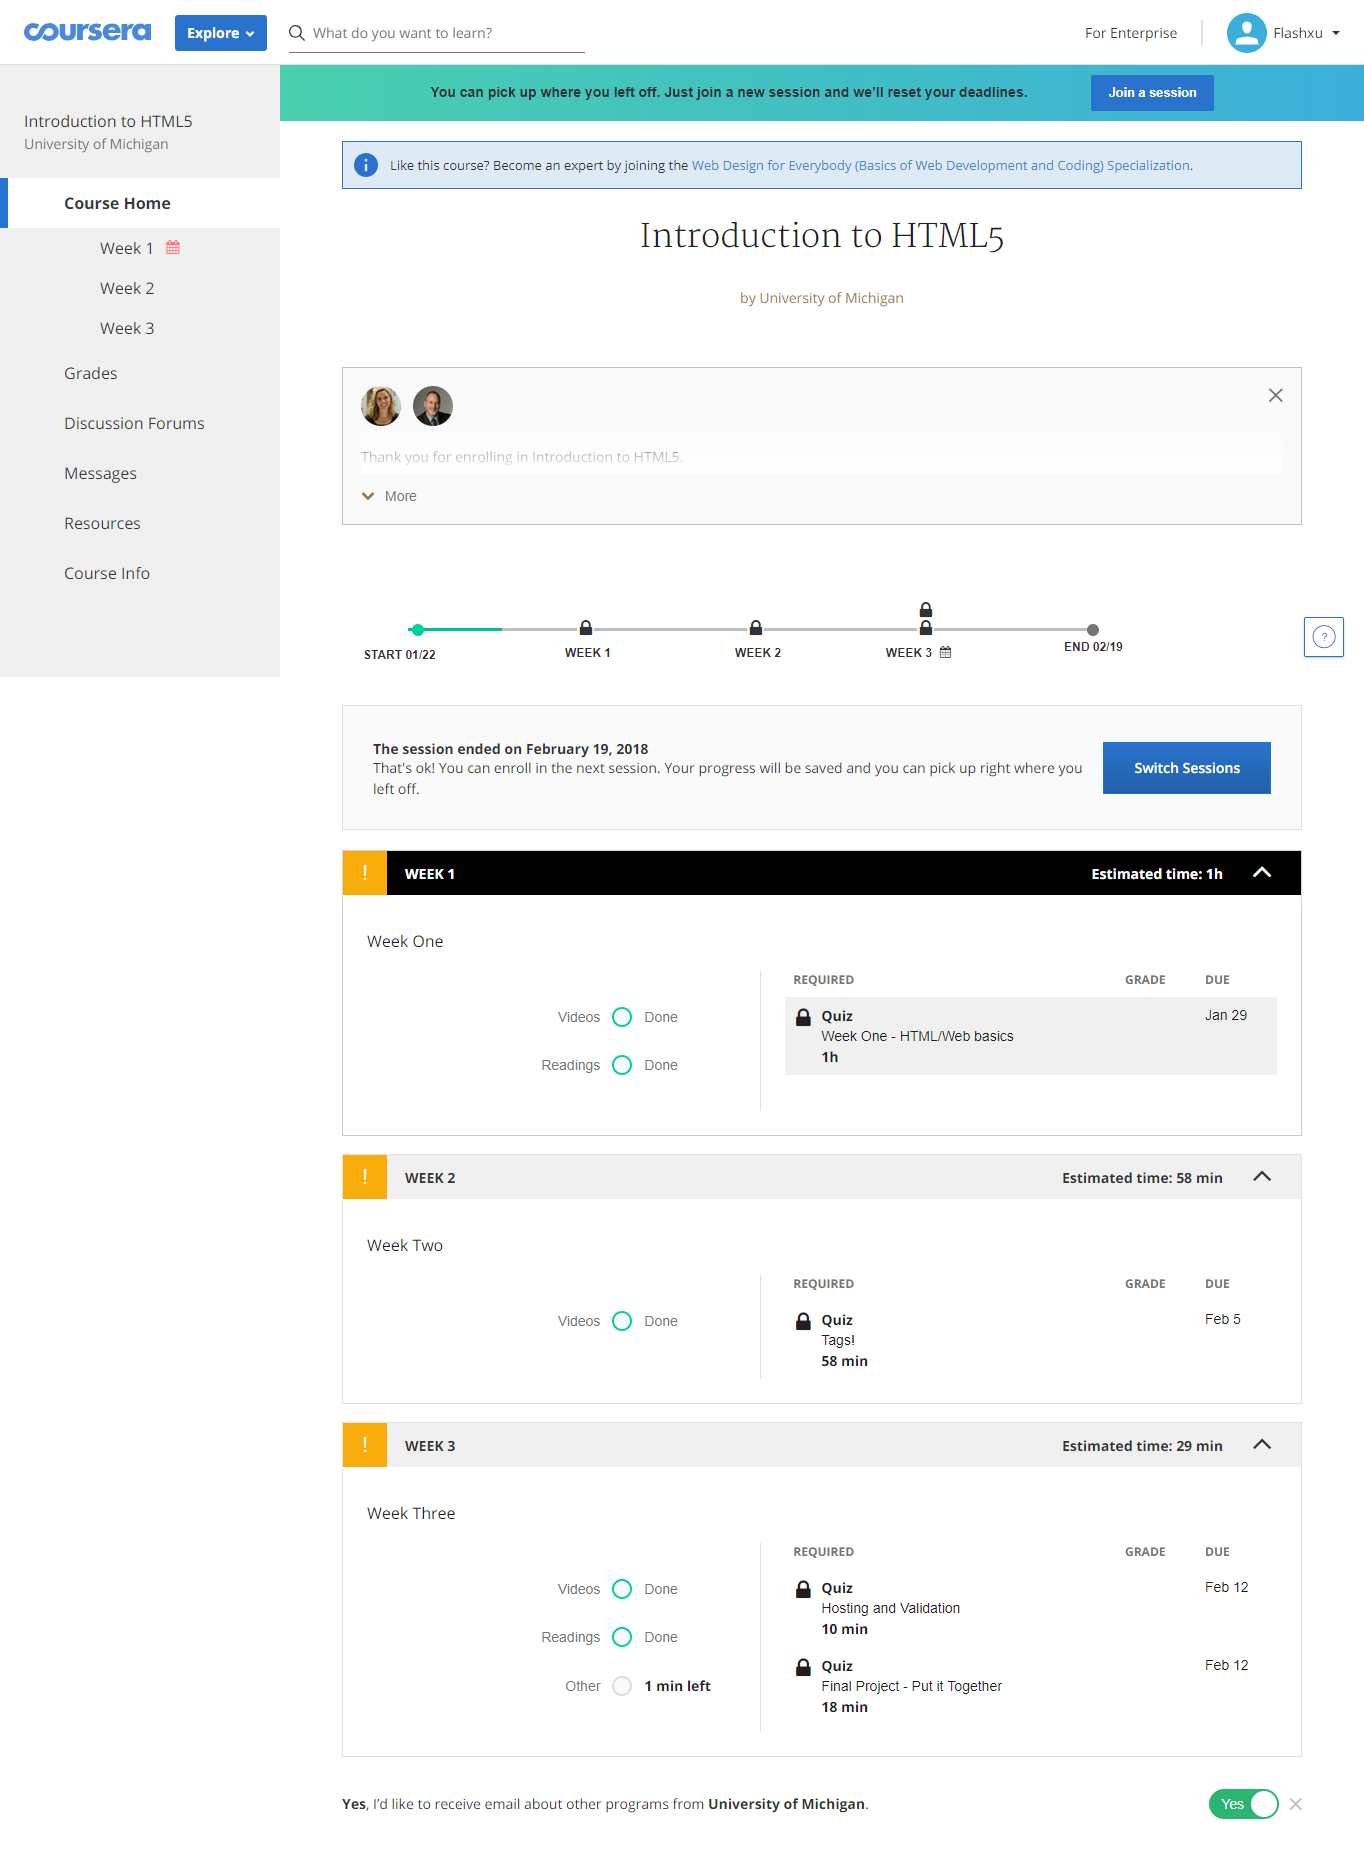 coursera
Explore
What do you want to learn?
For Enterprise
Flashxu
You can pick up where you left off. Just join a new session and we'll reset your deadlines.
Join a session
Introduction to HTML5
University of Michigan
Course Home
Week 1
Week 2
Week 3
Grades
Discussion Forums
Messages
Resources
Course Info
Like this course? Become an expert by joining the Web Design for Everybody (Basics of Web Development and Coding) Specialization.
Introduction to HTML5
by University of Michigan
Thank you for enrolling in Introduction to HTML5.
More
START 01/22
WEEK 1
WEEK 2
WEEK 3
END 02/19
?
The session ended on February 19, 2018
That's ok! You can enroll in the next session. Your progress will be saved and you can pick up right where you
left off.
Switch Sessions
! WEEK 1 Estimated time: 1h
Week One
REQUIRED GRADE DUE
Videos Done
Readings Done
Quiz Jan 29
Week One - HTML/Web basics
1h
! WEEK 2 Estimated time: 58 min
Week Two
REQUIRED GRADE DUE
Videos Done
Quiz Feb 5
Tags!
58 min
! WEEK 3 Estimated time: 29 min
Week Three
REQUIRED GRADE DUE
Videos Done
Readings Done
Other 1 min left
Quiz Feb 12
Hosting and Validation
10 min
Quiz Feb 12
Final Project - Put it Together
18 min
Yes, I'd like to receive email about other programs from University of Michigan.
Yes